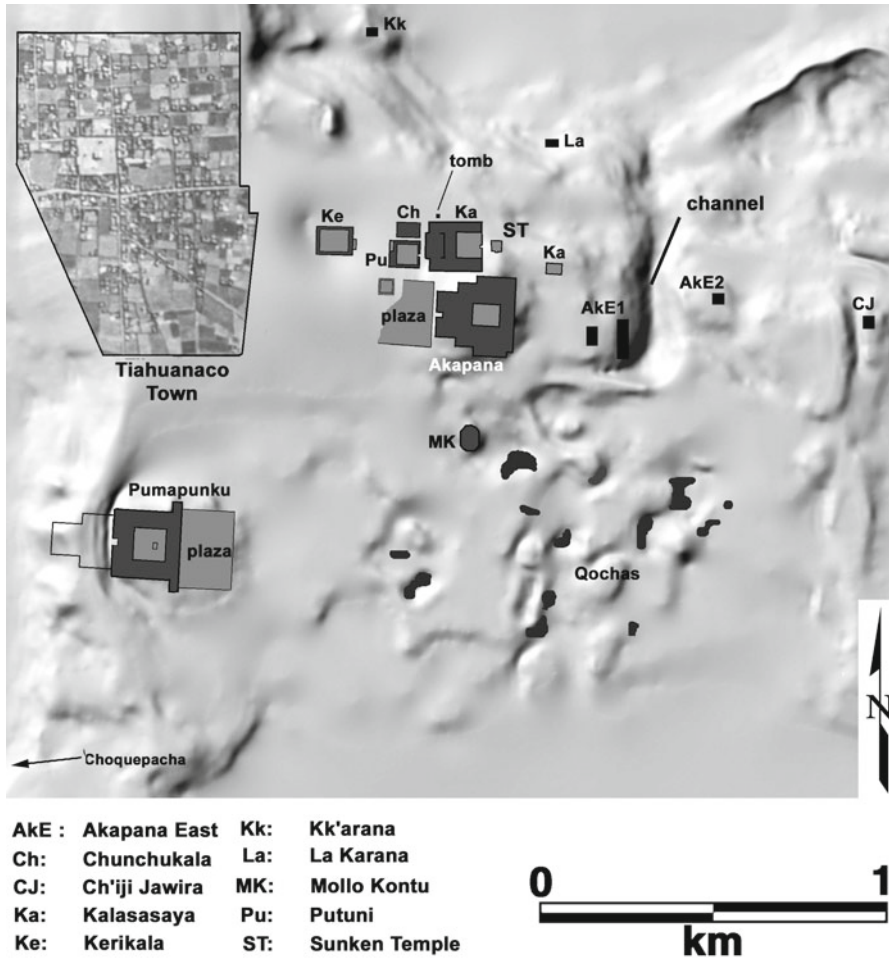 Kk
La
tomb
Ke
Ch
Ka
ST
channel
Pu
Ka
AkE2
AkE1
CJ
plaza
Akapana
Tiahuanaco
Town
MK
Pumapunku
plaza
Qochas
N
Choquepacha
AkE : Akapana East Kk: Kk'arana
Ch: Chunchukala La: La Karana
CJ: Ch'iji Jawira MK: Mollo Kontu
Ka: Kalasasaya Pu: Putuni
Ke: Kerikala ST: Sunken Temple
0 1
km